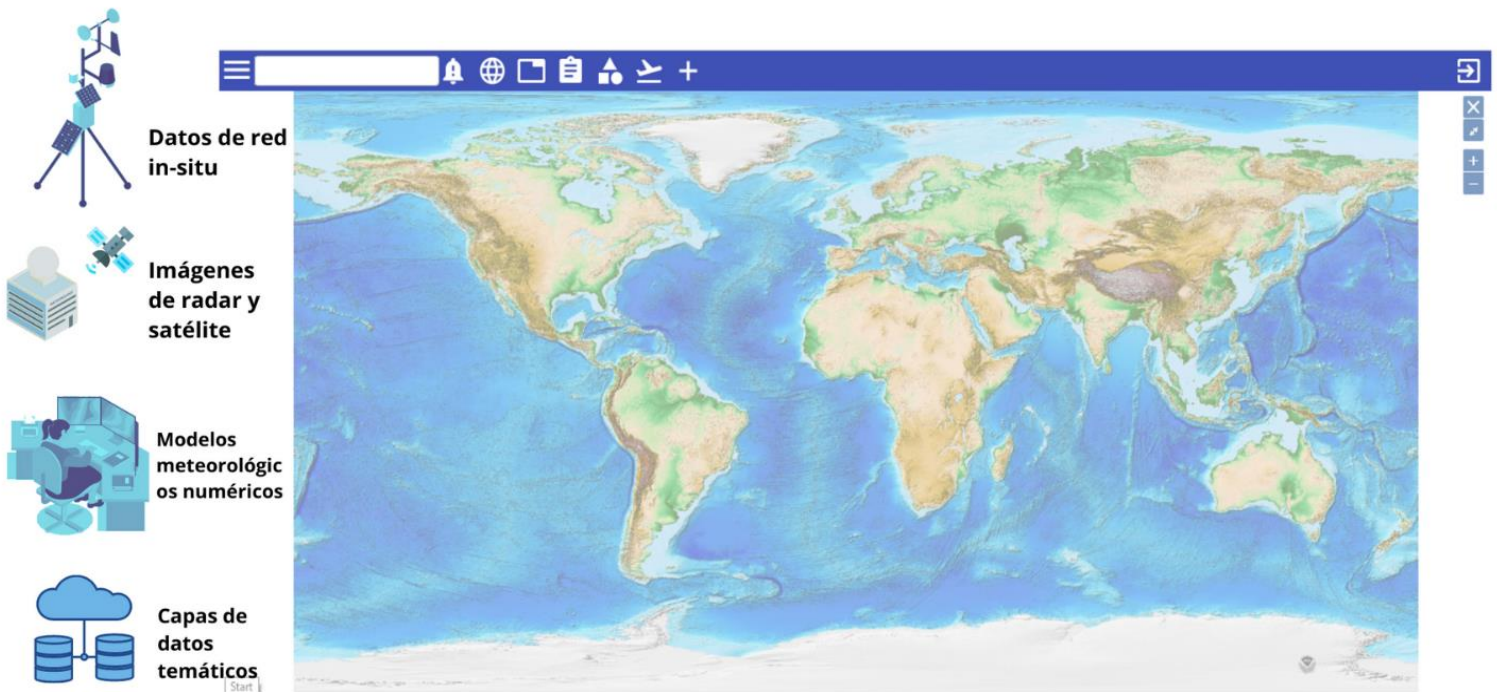 Datos de red
in-situ
Imágenes
de radar y
satélite
Modelos
meteorológic
os numéricos
Capas de
datos
temáticos
Start